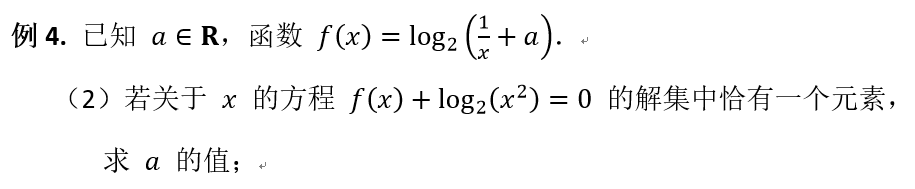 例 4. 已知 a ∈ R，函数 f(x) = log₂(1/x + a).
（2）若关于 x 的方程 f(x) + log₂(x²) = 0 的解集中恰有一个元素，
求 a 的值；